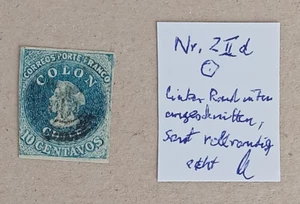 CORREOS PORTE FRANCO
COLON
CHILE
10 CENTAVOS
Nr. 2 II d
linker Rand unten
angeschnitten,
sonst vollrandig
echt